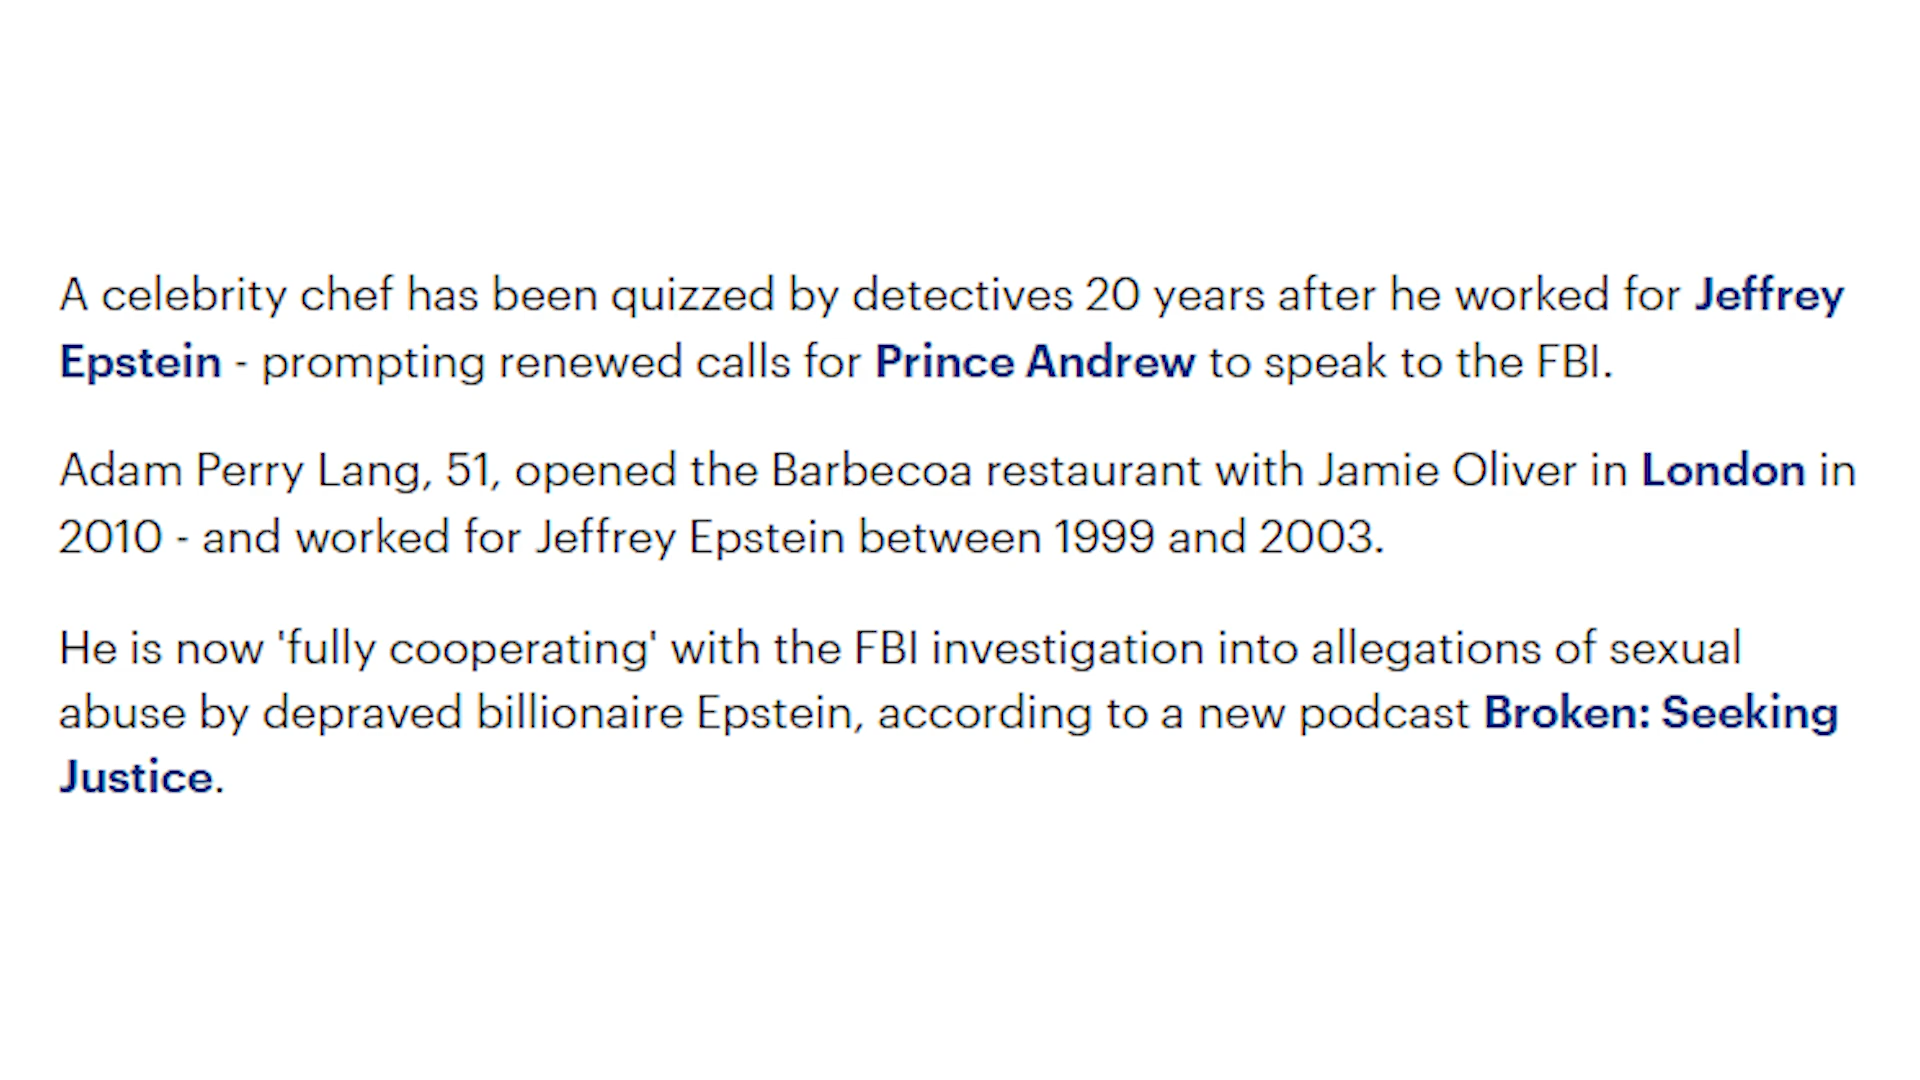 A celebrity chef has been quizzed by detectives 20 years after he worked for Jeffrey
Epstein - prompting renewed calls for Prince Andrew to speak to the FBI.
Adam Perry Lang, 51, opened the Barbecoa restaurant with Jamie Oliver in London in
2010 - and worked for Jeffrey Epstein between 1999 and 2003.
He is now 'fully cooperating' with the FBI investigation into allegations of sexual
abuse by depraved billionaire Epstein, according to a new podcast Broken: Seeking
Justice.